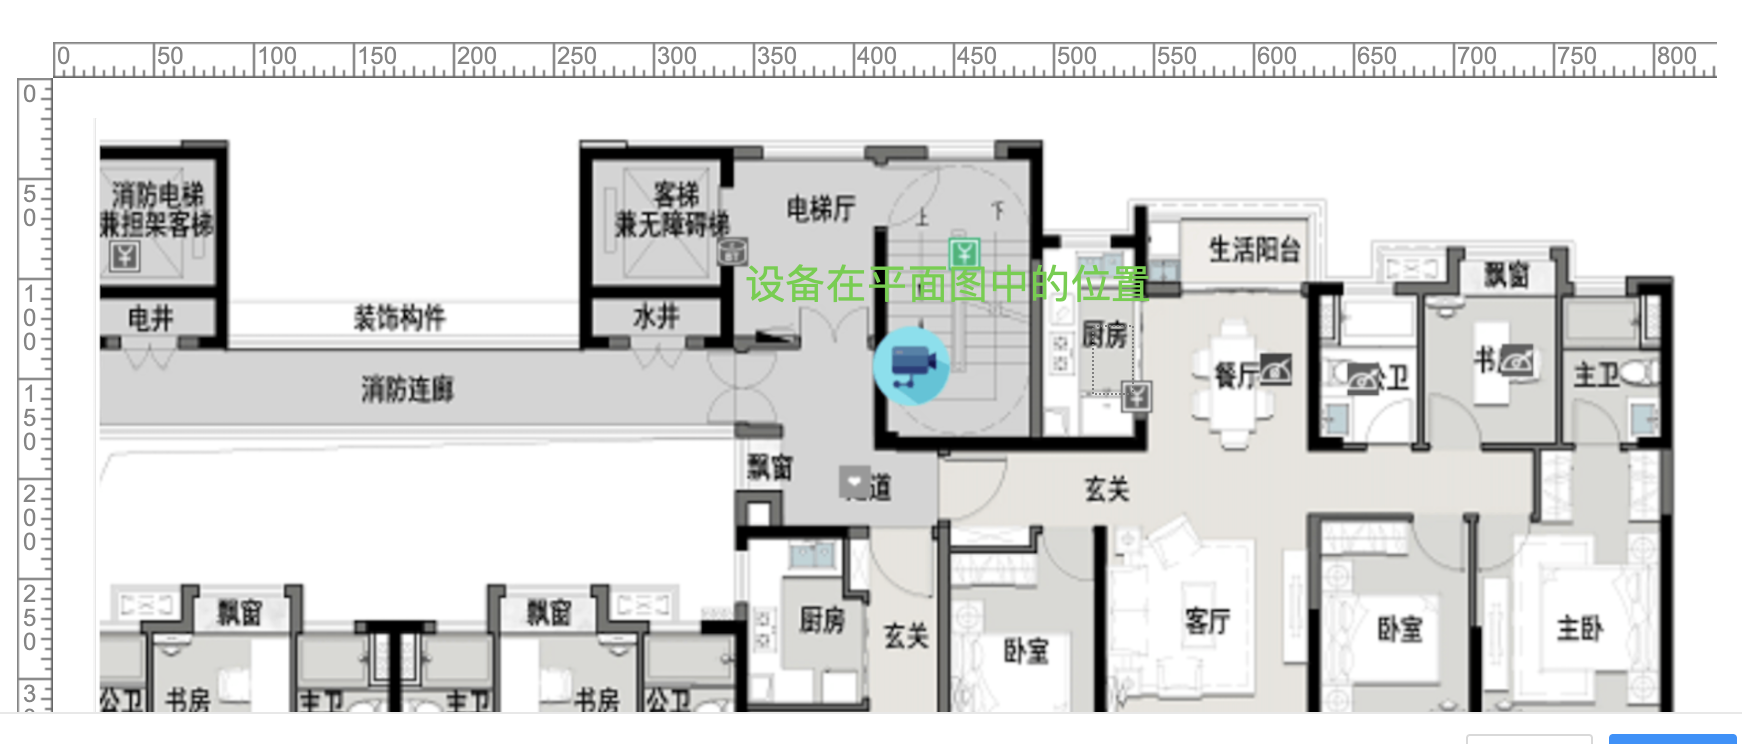 0 50 100 150 200 250 300 350 400 450 500 550 600 650 700 750 800
0
50
100
150
200
250
3
消防电梯
兼担架客梯
客梯
兼无障碍梯
电梯厅
上
下
生活阳台
飘窗
设备在平面图中的位置
电井
装饰构件
水井
厨房
餐厅
公卫
书
主卫
消防连廊
飘窗
道
玄关
飘窗
飘窗
厨房
玄关
卧室
客厅
卧室
主卧
公卫
书房
主卫
主卫
书房
公卫